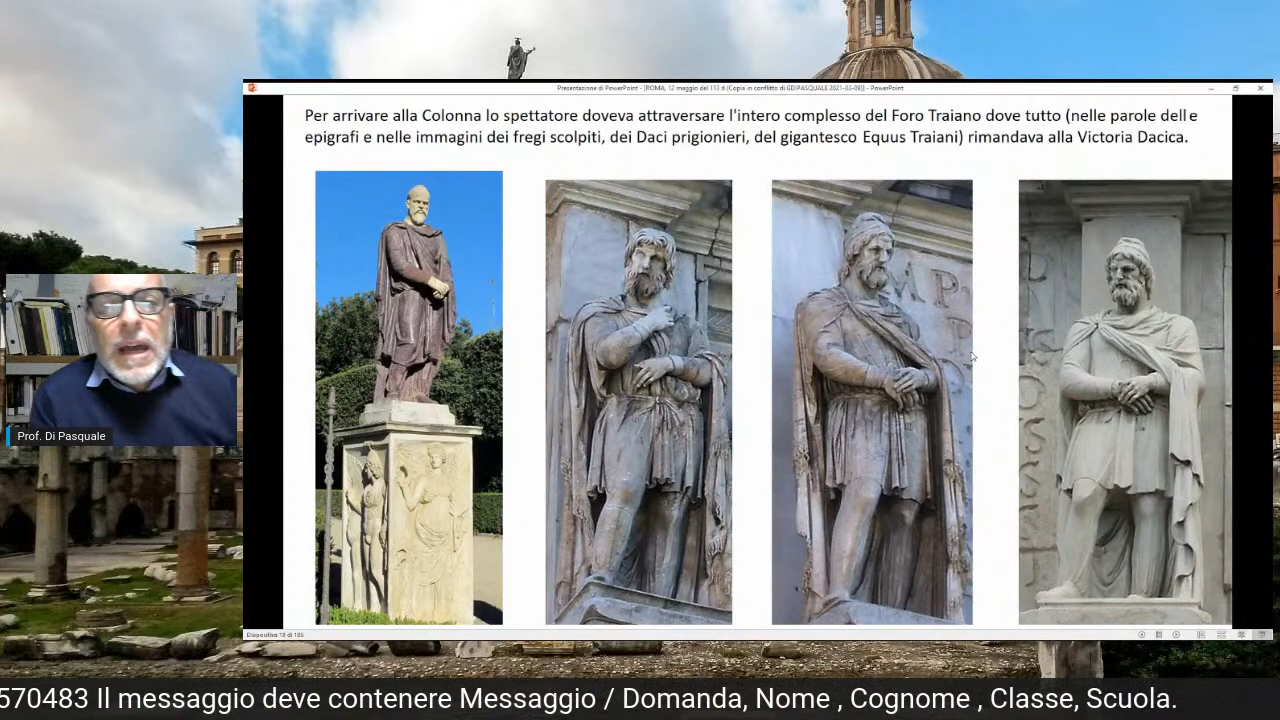 Presentazione di PowerPoint - [ROMA, 12 maggio del 113 d (Copia in conflitto di GDIPASQUALE 2021-03-09)] - PowerPoint
Per arrivare alla Colonna lo spettatore doveva attraversare l'intero complesso del Foro Traiano dove tutto (nelle parole delle
epigrafi e nelle immagini dei fregi scolpiti, dei Daci prigionieri, del gigantesco Equus Traiani) rimandava alla Victoria Dacica.
Prof. Di Pasquale
Diapositiva 19 di 185
570483 Il messaggio deve contenere Messaggio / Domanda, Nome , Cognome , Classe, Scuola.